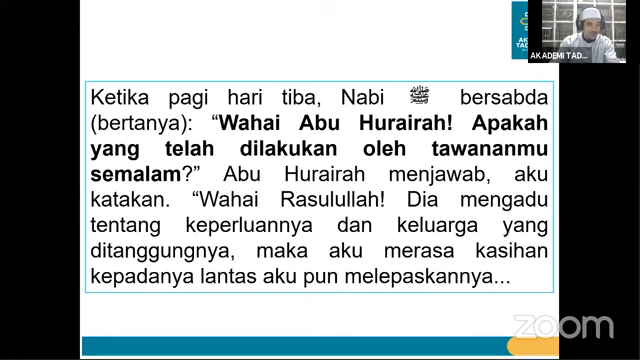 AKADEMI TAD...
Ketika pagi hari tiba, Nabi ﷺ bersabda
(bertanya): “Wahai Abu Hurairah! Apakah
yang telah dilakukan oleh tawananmu
semalam?” Abu Hurairah menjawab, aku
katakan. “Wahai Rasulullah! Dia mengadu
tentang keperluannya dan keluarga yang
ditanggungnya, maka aku merasa kasihan
kepadanya lantas aku pun melepaskannya...
zoom